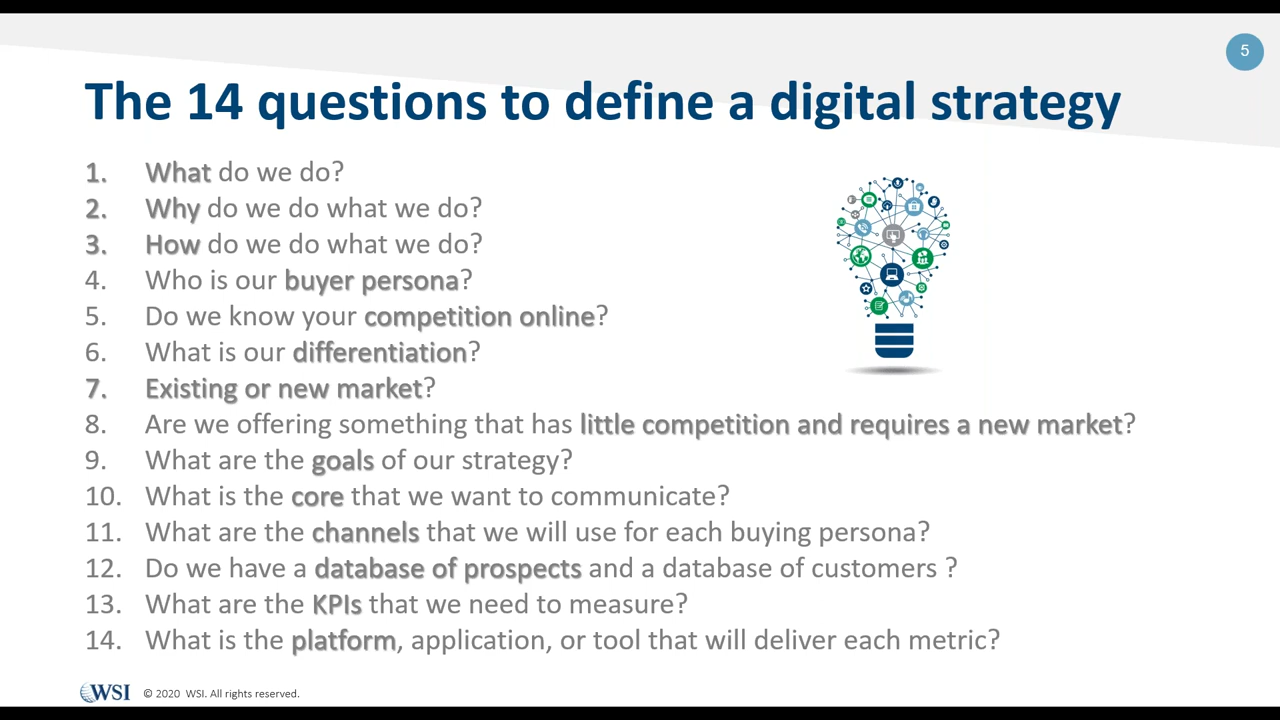 5
The 14 questions to define a digital strategy
1. What do we do?
2. Why do we do what we do?
3. How do we do what we do?
4. Who is our buyer persona?
5. Do we know your competition online?
6. What is our differentiation?
7. Existing or new market?
8. Are we offering something that has little competition and requires a new market?
9. What are the goals of our strategy?
10. What is the core that we want to communicate?
11. What are the channels that we will use for each buying persona?
12. Do we have a database of prospects and a database of customers ?
13. What are the KPIs that we need to measure?
14. What is the platform, application, or tool that will deliver each metric?
WSI © 2020 WSI. All rights reserved.